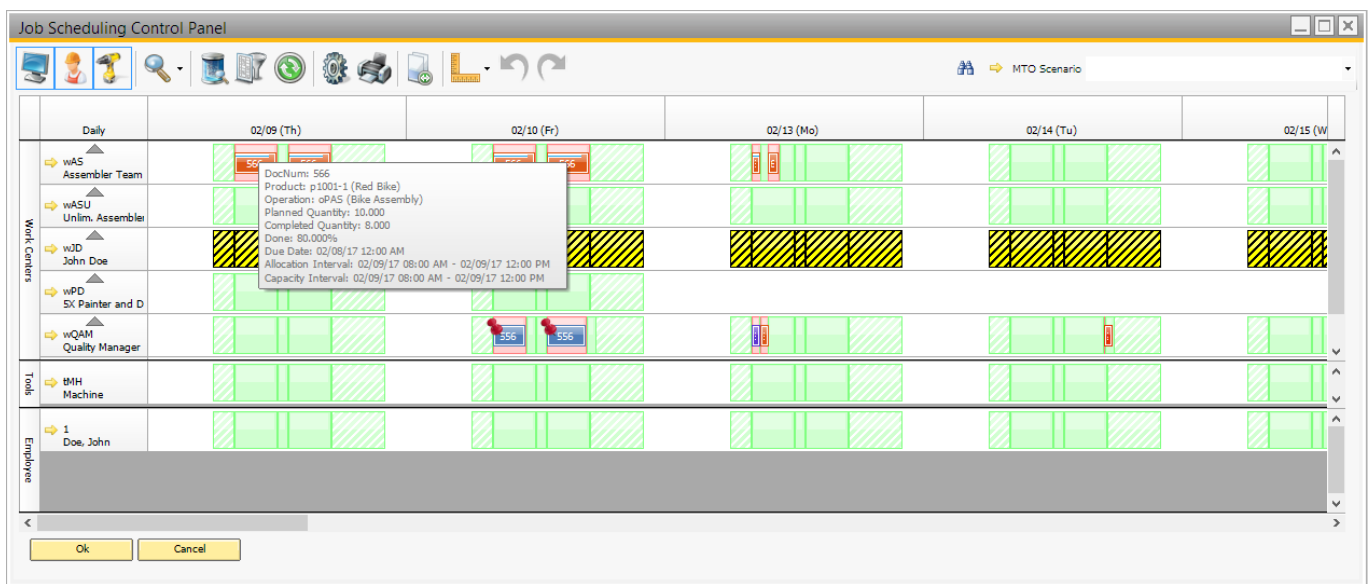 Job Scheduling Control Panel
MTO Scenario
Daily
02/09 (Th)
02/10 (Fr)
02/13 (Mo)
02/14 (Tu)
02/15 (W
Work Centers
wAS
Assembler Team
566
DocNum: 566
Product: p1001-1 (Red Bike)
Operation: oPAS (Bike Assembly)
Planned Quantity: 10.000
Completed Quantity: 8.000
Done: 80.000%
Due Date: 02/08/17 12:00 AM
Allocation Interval: 02/09/17 08:00 AM - 02/09/17 12:00 PM
Capacity Interval: 02/09/17 08:00 AM - 02/09/17 12:00 PM
wASU
Unlim. Assembler
wJD
John Doe
wPD
5X Painter and D
wQAM
Quality Manager
556
556
Tools
tMH
Machine
Employee
1
Doe, John
Ok
Cancel